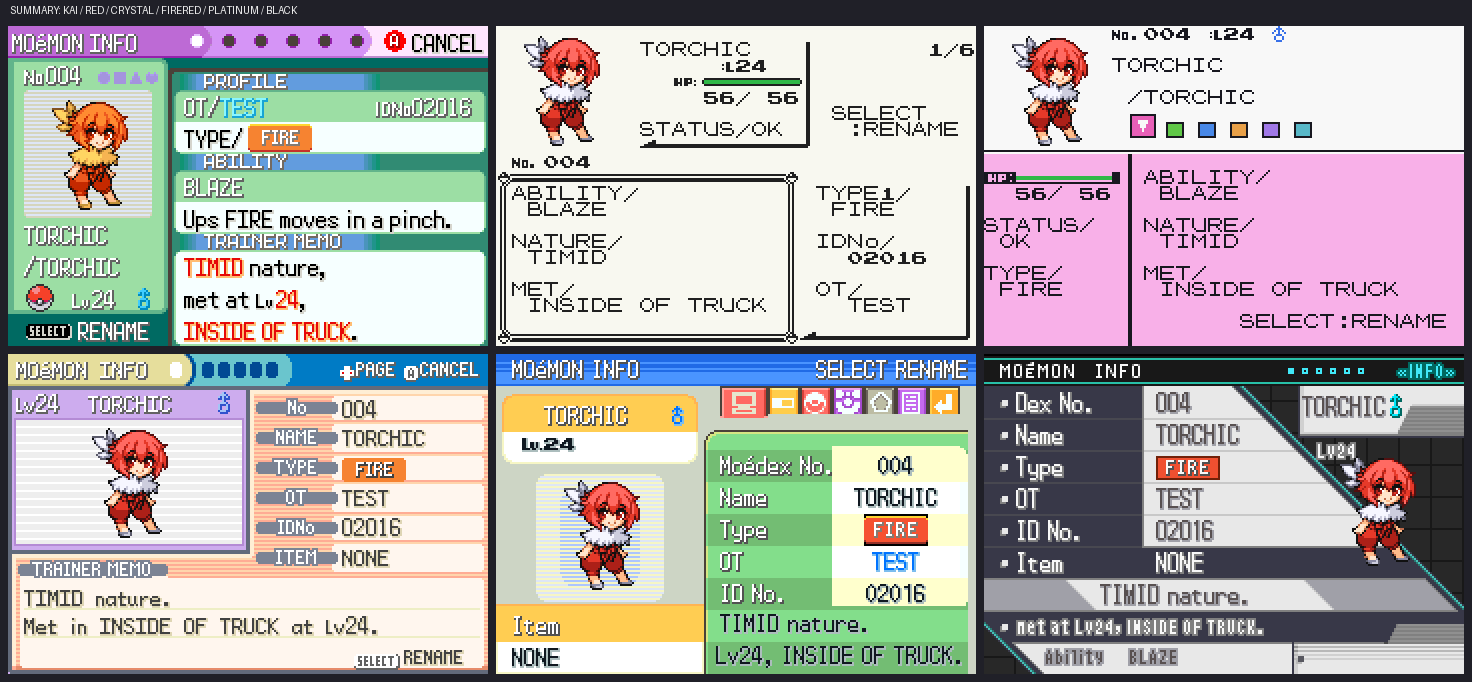 SUMMARY: KAI / RED / CRYSTAL / FIRERED / PLATINUM / BLACK
MOéMON INFO
A CANCEL
No004
PROFILE
OT/TEST IDNo02016
TYPE/ FIRE
ABILITY
BLAZE
Ups FIRE moves in a pinch.
TRAINER MEMO
TIMID nature,
met at Lv24,
INSIDE OF TRUCK.
TORCHIC
/TORCHIC
Lv24 ♂
SELECT RENAME
TORCHIC
:L24
HP:
56/ 56
STATUS/OK
1/6
SELECT
:RENAME
No. 004
ABILITY/
BLAZE
NATURE/
TIMID
MET/
INSIDE OF TRUCK
TYPE1/
FIRE
IDNo/
02016
OT/
TEST
No. 004 :L24 ♂
TORCHIC
/TORCHIC
HP:
56/ 56
STATUS/
OK
TYPE/
FIRE
ABILITY/
BLAZE
NATURE/
TIMID
MET/
INSIDE OF TRUCK
SELECT:RENAME
MOéMON INFO
PAGE
CANCEL
Lv24 TORCHIC ♂
No 004
NAME TORCHIC
TYPE FIRE
OT TEST
IDNo 02016
ITEM NONE
TRAINER MEMO
TIMID nature.
Met in INSIDE OF TRUCK at Lv24.
SELECT RENAME
MOéMON INFO
SELECT RENAME
TORCHIC ♂
Lv.24
Moédex No. 004
Name TORCHIC
Type FIRE
OT TEST
ID No. 02016
TIMID nature.
Lv24, INSIDE OF TRUCK.
Item
NONE
MOéMON INFO
«INFO»
Dex No. 004
Name TORCHIC
Type FIRE
OT TEST
ID No. 02016
Item NONE
TORCHIC ♂
Lv24
TIMID nature.
met at Lv24, INSIDE OF TRUCK.
Ability BLAZE